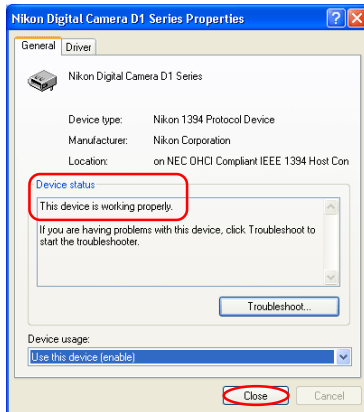 Nikon Digital Camera D1 Series Properties
General Driver
Nikon Digital Camera D1 Series
Device type: Nikon 1394 Protocol Device
Manufacturer: Nikon Corporation
Location: on NEC OHCI Compliant IEEE 1394 Host Con
Device status
This device is working properly.
If you are having problems with this device, click Troubleshoot to
start the troubleshooter.
Troubleshoot...
Device usage:
Use this device (enable)
Close Cancel